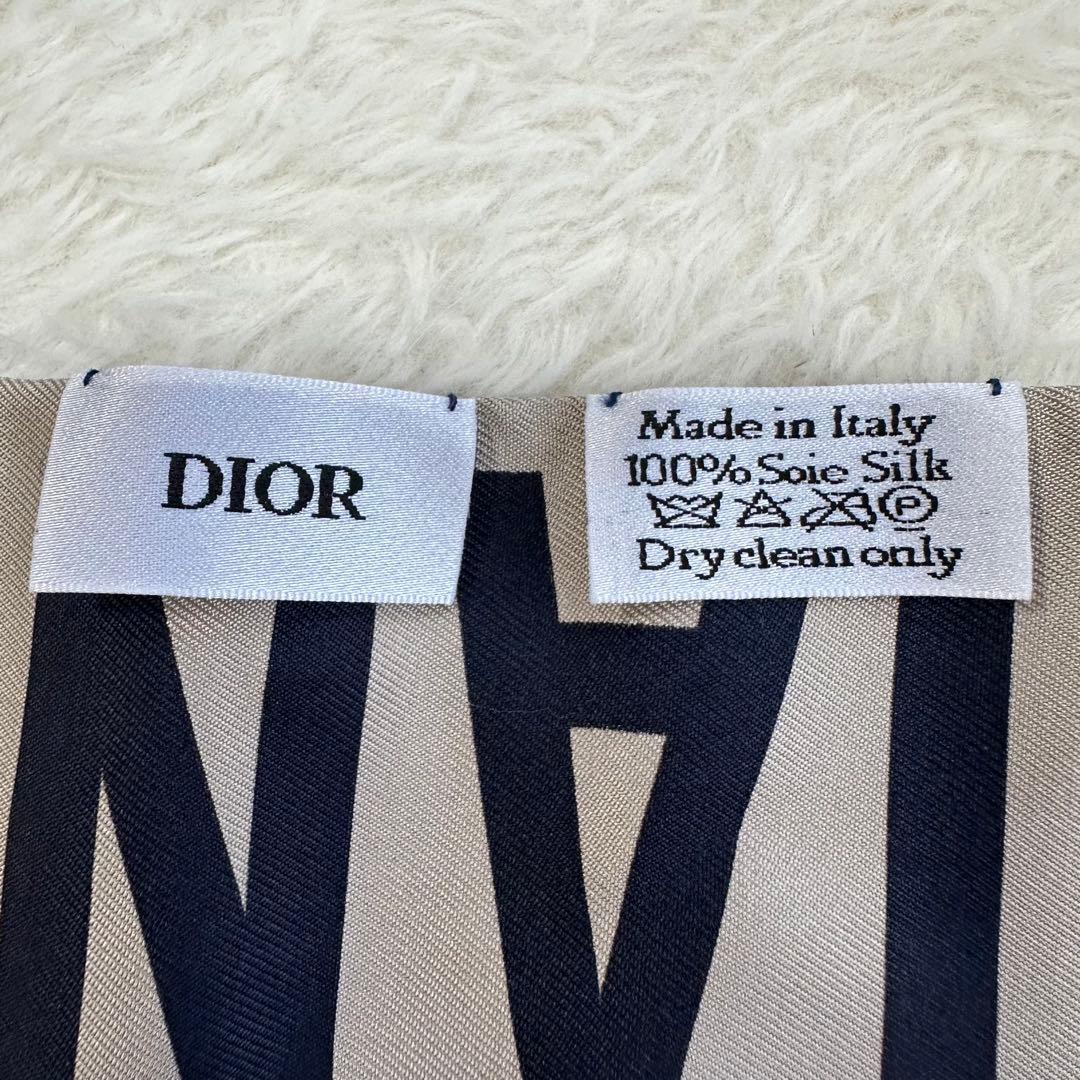 DIOR
Made in Italy
100% Soie Silk
P
Dry clean only